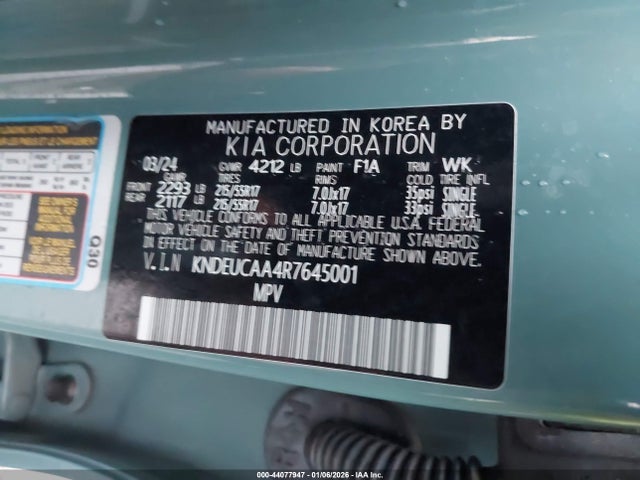 MANUFACTURED IN KOREA BY
KIA CORPORATION
03/24 GVWR 4212 LB PAINT F1A TRIM WK
GAWR TIRES RIMS COLD TIRE INFL
FRONT 2293 LB 215/55R17 7.0Jx17 35psi SINGLE
REAR 2117 LB 215/55R17 7.0Jx17 33psi SINGLE
THIS VEHICLE CONFORMS TO ALL APPLICABLE U.S.A. FEDERAL
MOTOR VEHICLE SAFETY AND THEFT PREVENTION STANDARDS
IN EFFECT ON THE DATE OF MANUFACTURE SHOWN ABOVE.
V.I.N KNDEUCAA4R7645001
MPV
Q30
000-44077947 | 01/06/2026 - IAA Inc.